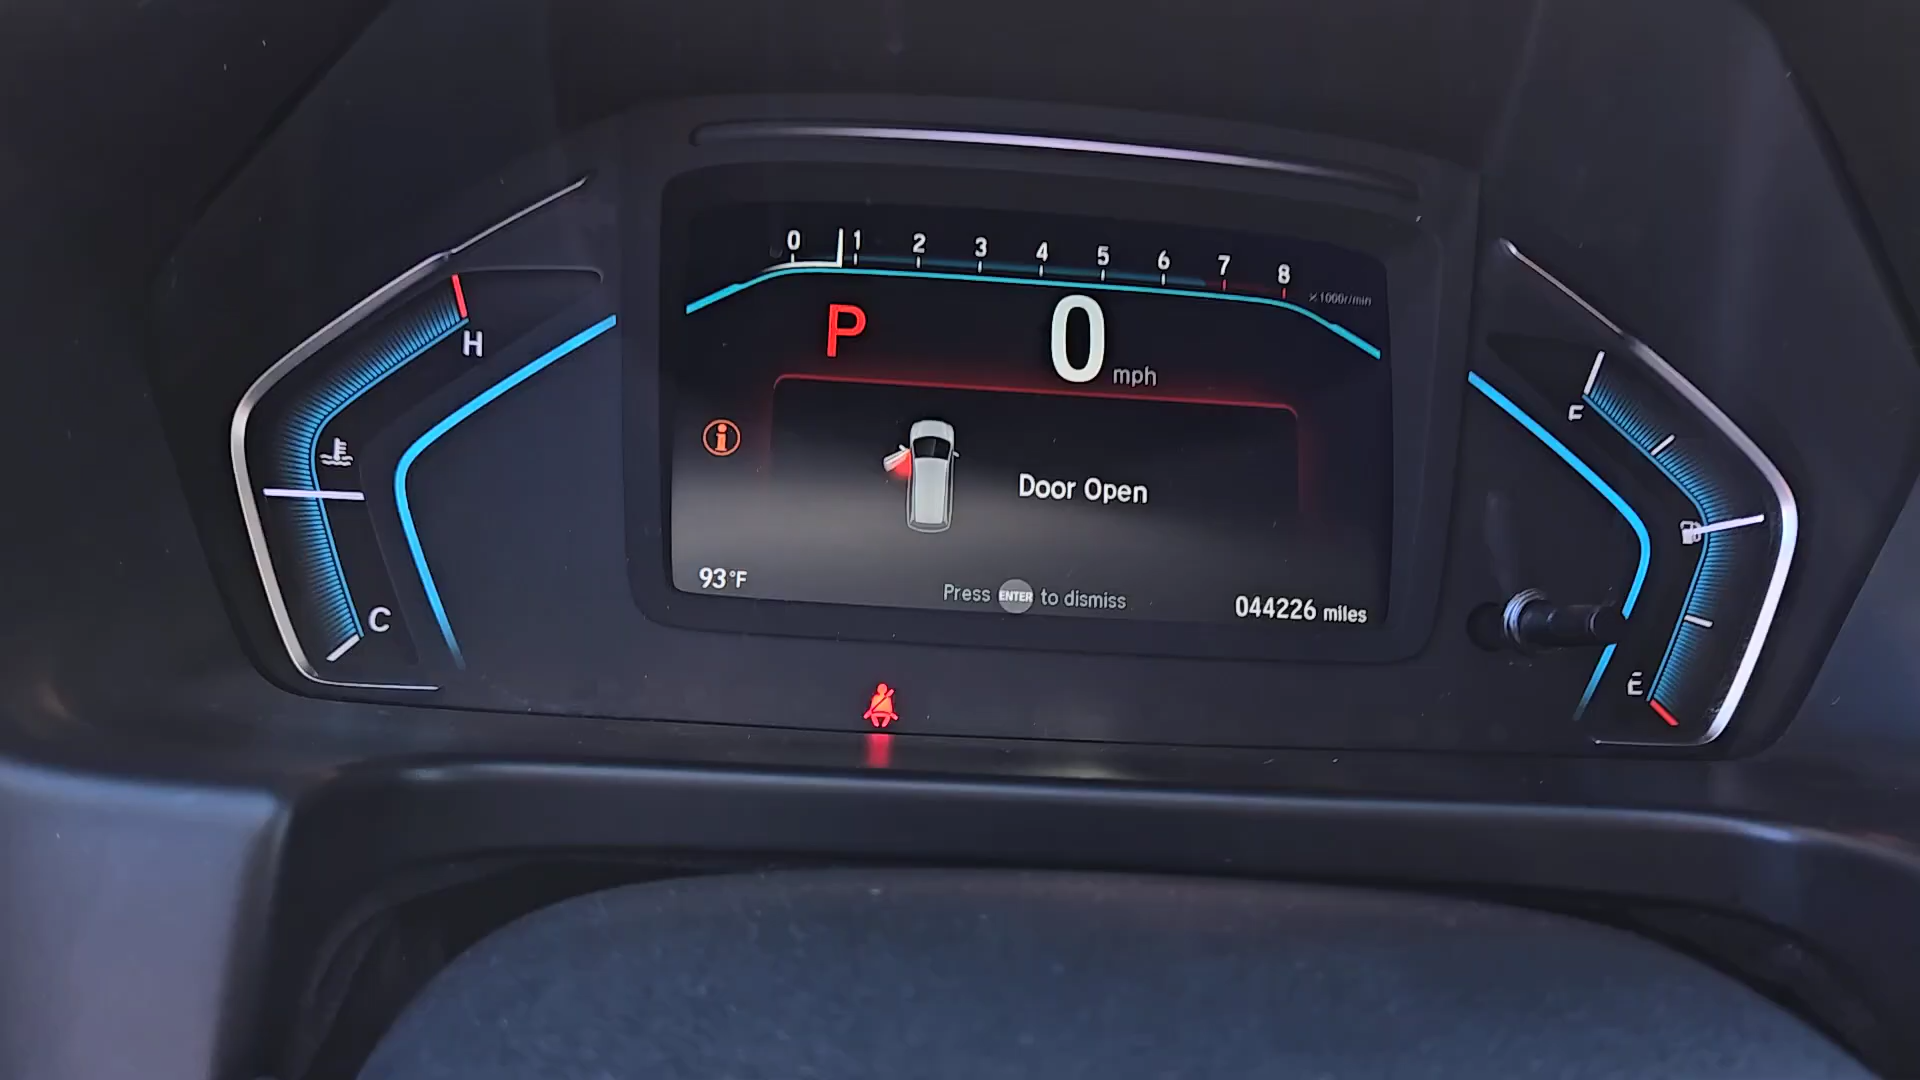 0 1 2 3 4 5 6 7 8
x1000r/min
P 0 mph
H
F
Door Open
93°F
Press ENTER to dismiss
044226 miles
C
E